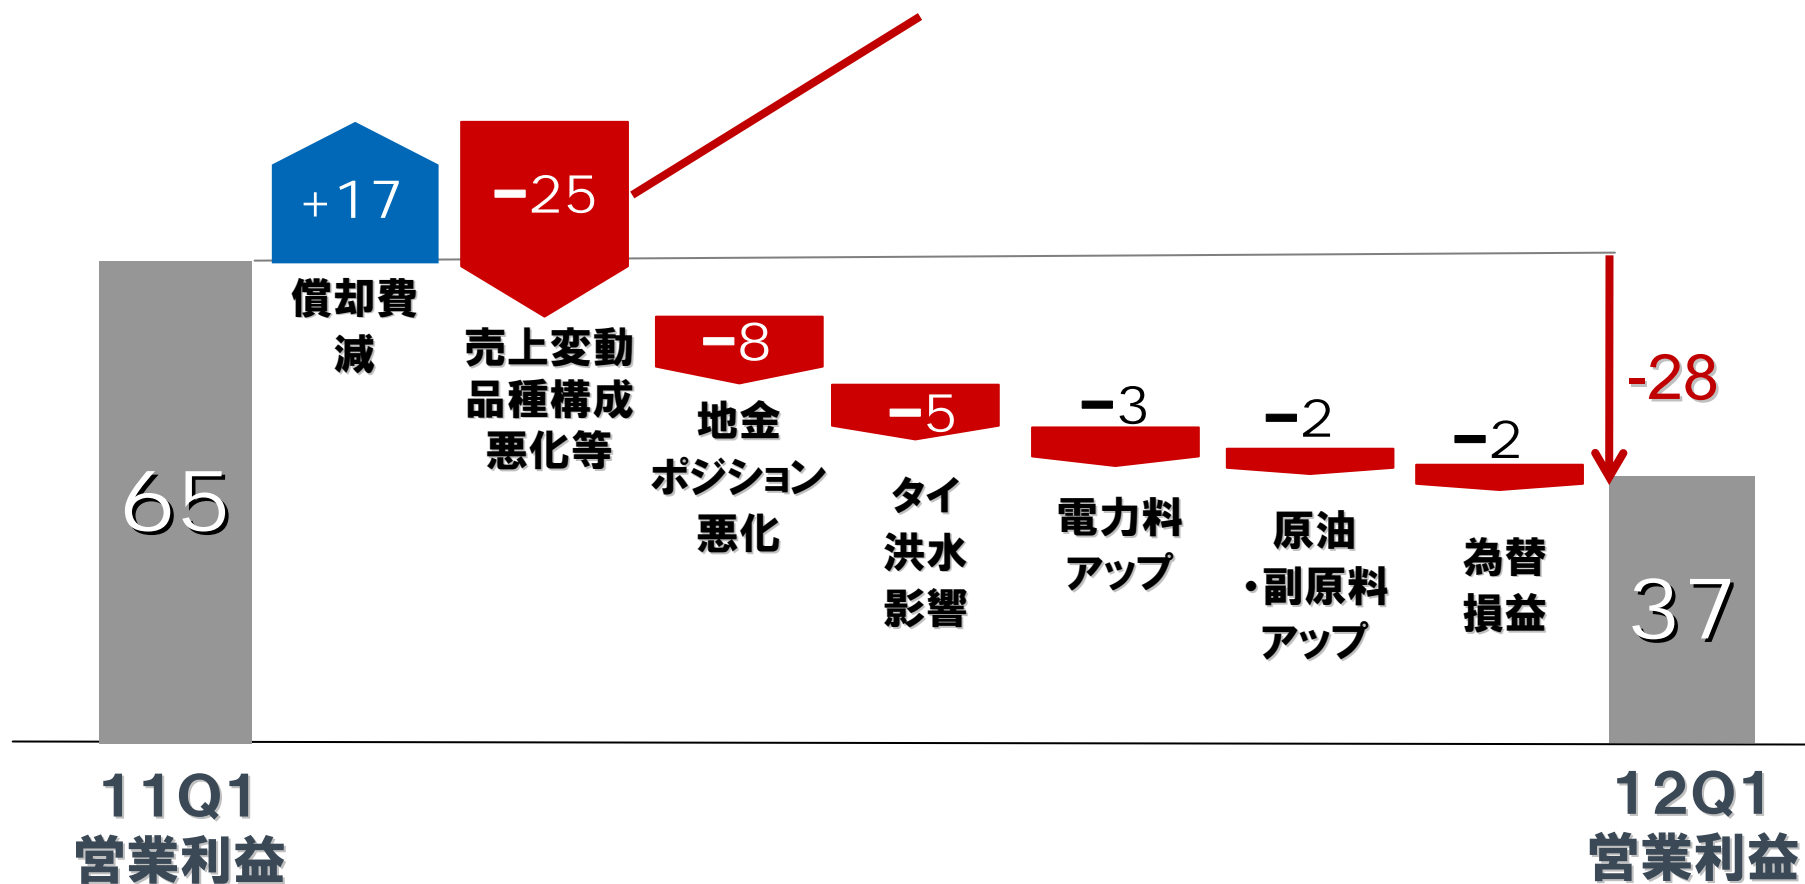 +17
償却費
減
−25
売上変動
品種構成
悪化等
−8
地金
ポジション
悪化
−5
タイ
洪水
影響
−3
電力料
アップ
−2
原油
・副原料
アップ
−2
為替
損益
-28
65
37
11Q1
営業利益
12Q1
営業利益